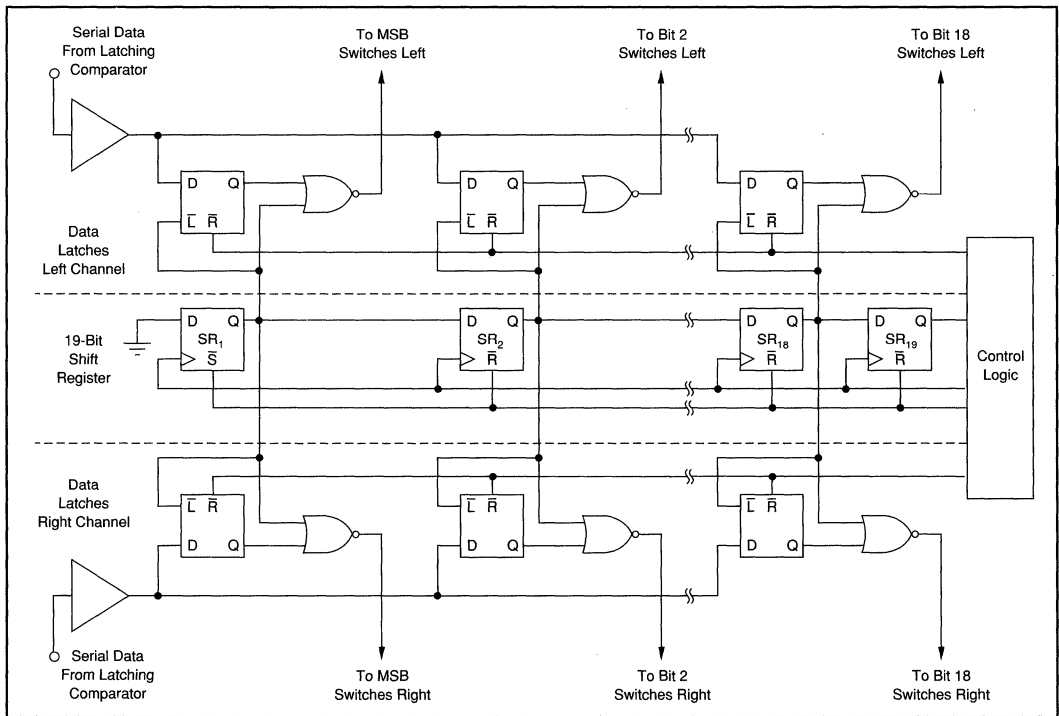 Serial Data
From Latching
Comparator
To MSB
Switches Left
To Bit 2
Switches Left
To Bit 18
Switches Left
D Q
L̅ R̅
D Q
L̅ R̅
D Q
L̅ R̅
Data
Latches
Left Channel
19-Bit
Shift
Register
D Q
SR₁
S̅
D Q
SR₂
R̅
D Q
SR₁₈
R̅
D Q
SR₁₉
R̅
Control
Logic
Data
Latches
Right Channel
L̅ R̅
D Q
L̅ R̅
D Q
L̅ R̅
D Q
Serial Data
From Latching
Comparator
To MSB
Switches Right
To Bit 2
Switches Right
To Bit 18
Switches Right